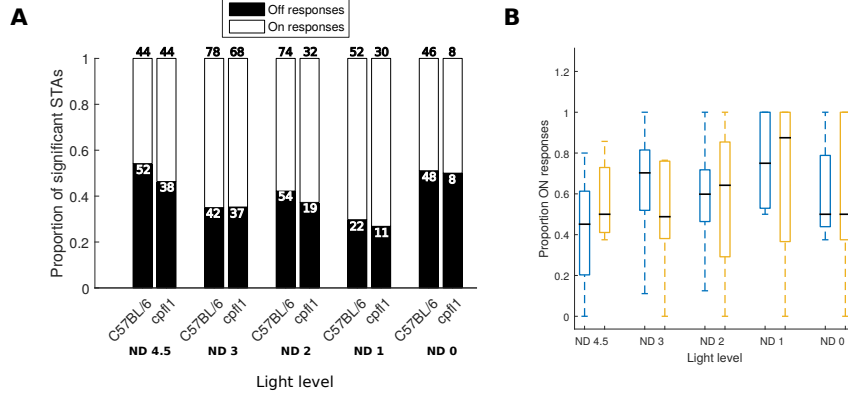 A
Off responses
On responses
44 44 78 68 74 32 52 30 46 8
1
0.8
0.6
0.4
0.2
0
Proportion of significant STAs
52 38 42 37 54 19 22 11 48 8
C57BL/6 cpfl1 C57BL/6 cpfl1 C57BL/6 cpfl1 C57BL/6 cpfl1 C57BL/6 cpfl1
ND 4.5 ND 3 ND 2 ND 1 ND 0
Light level
B
1.2
1
0.8
0.6
0.4
0.2
0
Proportion ON responses
ND 4.5 ND 3 ND 2 ND 1 ND 0
Light level